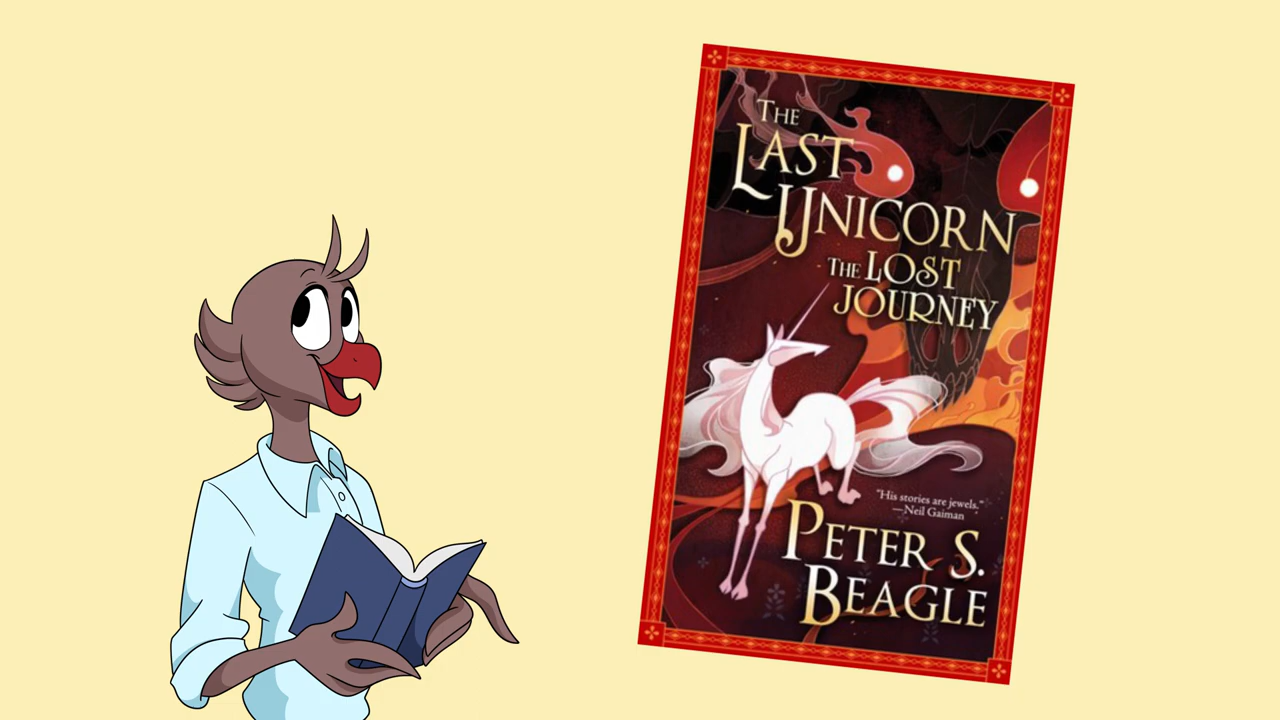 THE
LAST
UNICORN
THE LOST
JOURNEY
"His stories are jewels."
—Neil Gaiman
PETER S.
BEAGLE